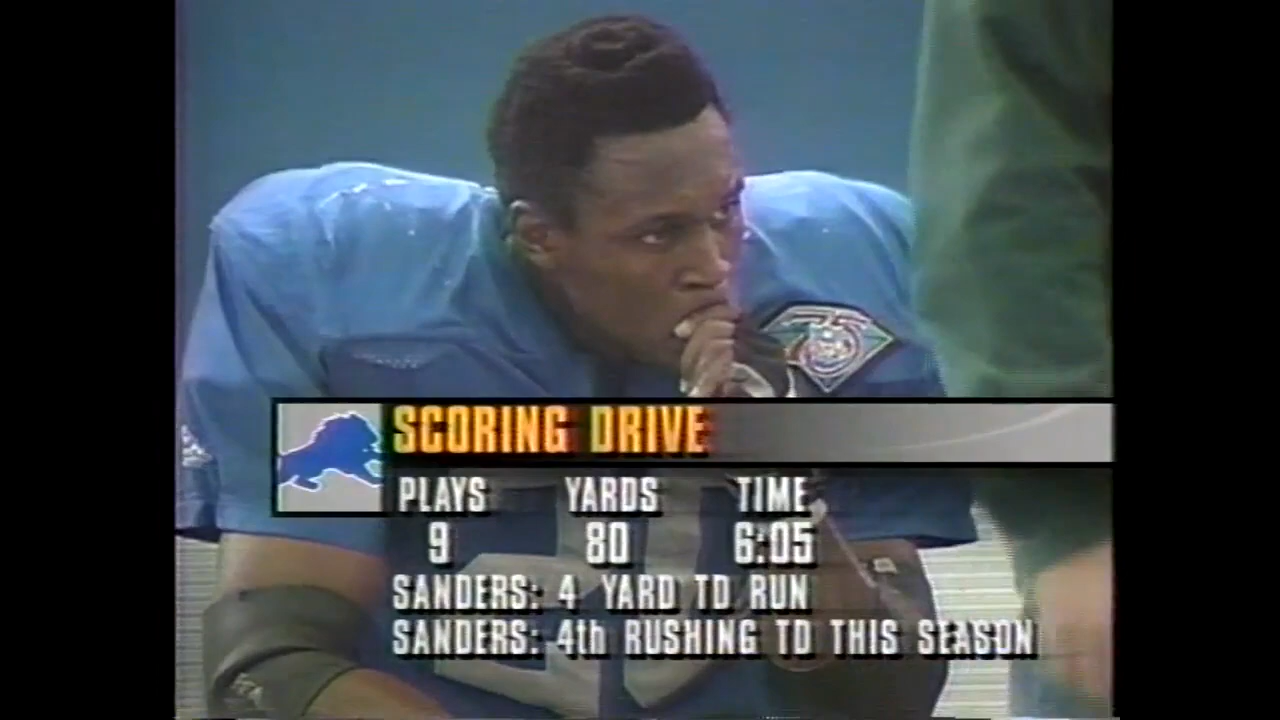 75
SCORING DRIVE
PLAYS YARDS TIME
9 80 6:05
SANDERS: 4 YARD TD RUN
SANDERS: 4th RUSHING TD THIS SEASON